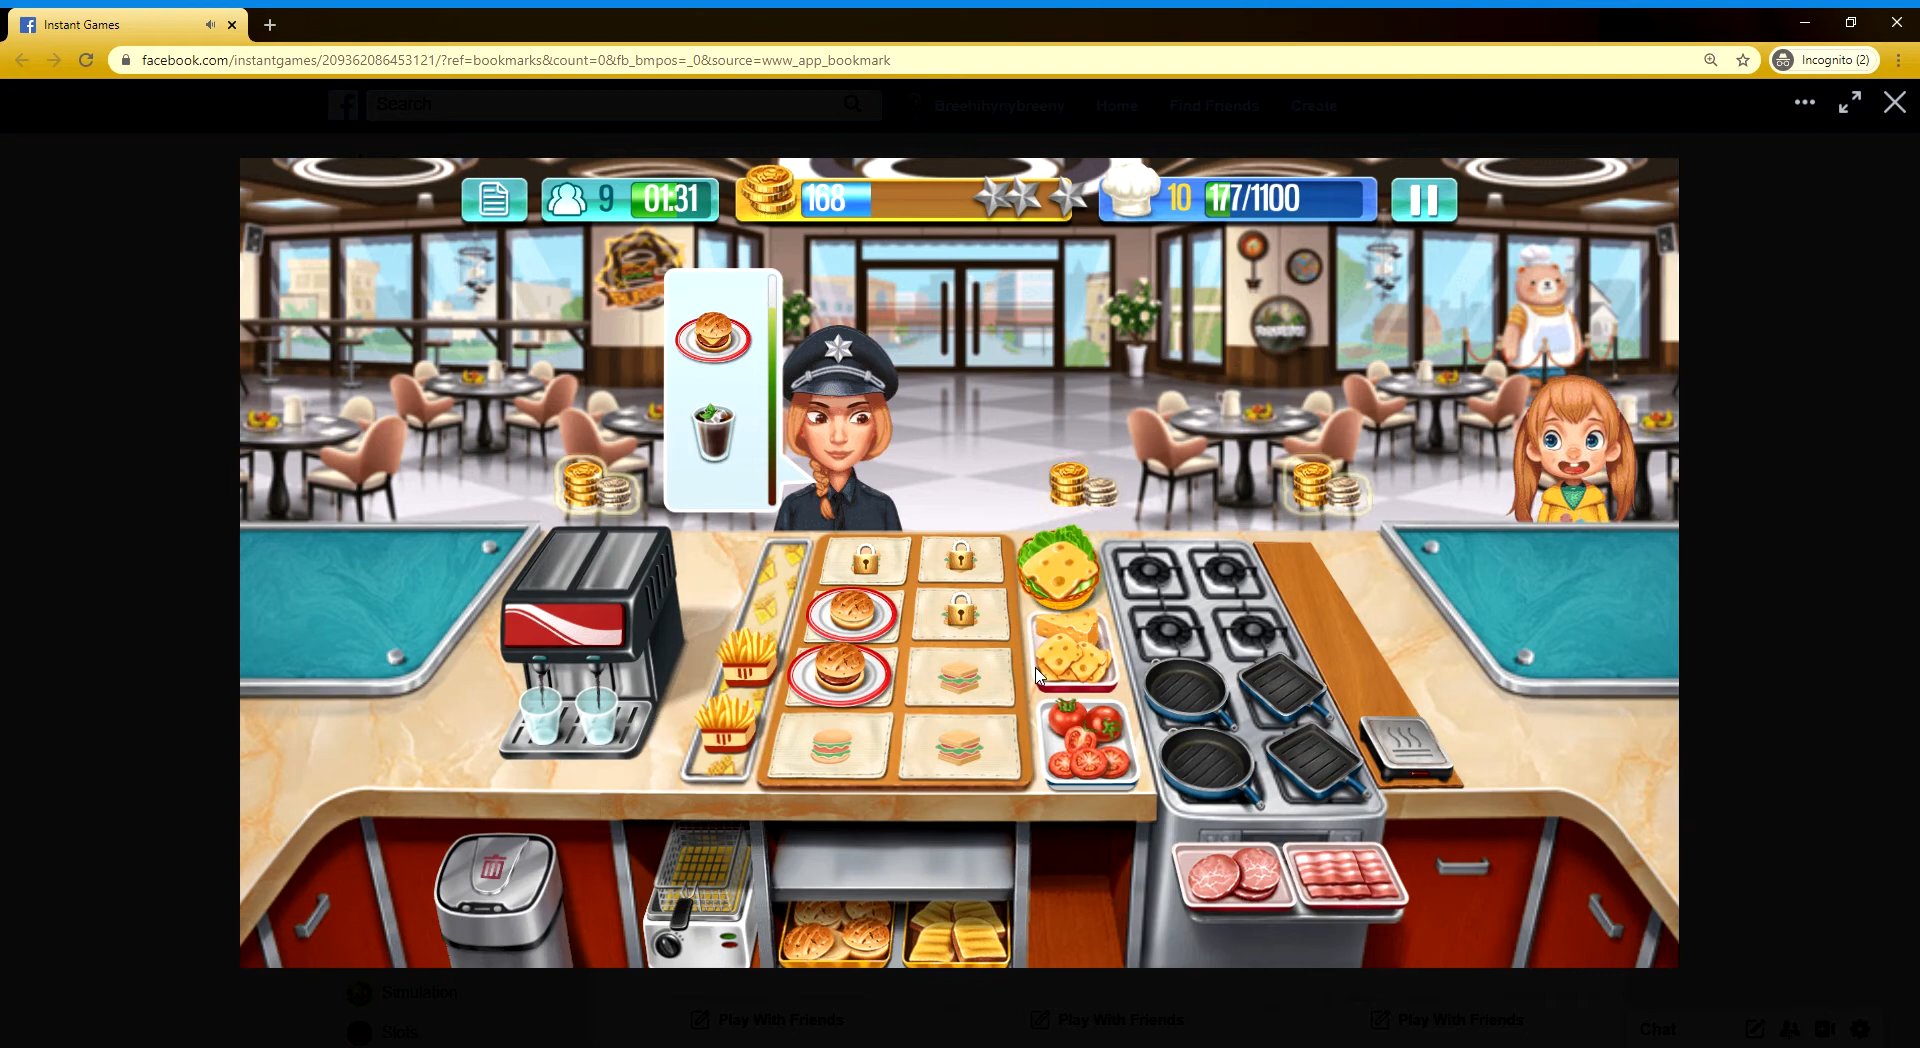 Instant Games
facebook.com/instantgames/209362086453121/?ref=bookmarks&count=0&fb_bmpos=_0&source=www_app_bookmark
Incognito (2)
Search
Breehihynybreeny
Home
Find Friends
Create
9
01:31
168
10
177/1100
Simulation
Slots
Play With Friends
Play With Friends
Play With Friends
Chat